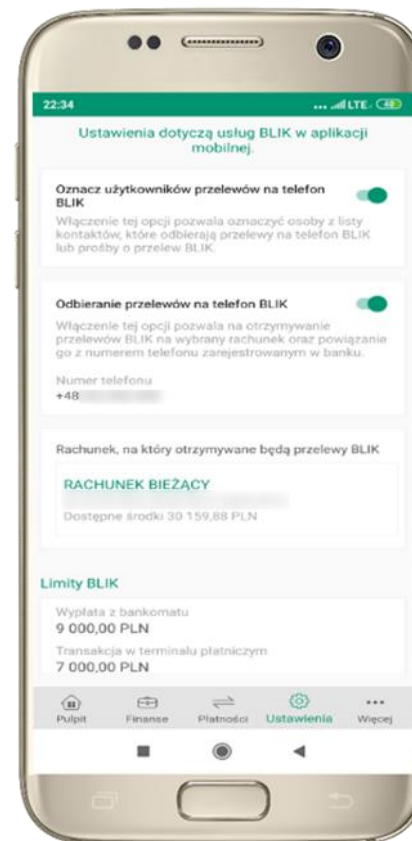 22:34 ... LTE 40
Ustawienia dotyczą usług BLIK w aplikacji
mobilnej.
Oznacz użytkowników przelewów na telefon
BLIK
Włączenie tej opcji pozwala oznaczyć osoby z listy
kontaktów, które odbierają przelewy na telefon BLIK
lub prośby o przelew BLIK.
Odbieranie przelewów na telefon BLIK
Włączenie tej opcji pozwala na otrzymywanie
przelewów BLIK na wybrany rachunek oraz powiązanie
go z numerem telefonu zarejestrowanym w banku.
Numer telefonu
+48
Rachunek, na który otrzymywane będą przelewy BLIK
RACHUNEK BIEŻĄCY
Dostępne środki 30 159,88 PLN
Limity BLIK
Wypłata z bankomatu
9 000,00 PLN
Transakcja w terminalu płatniczym
7 000,00 PLN
Pulpit Finanse Płatności Ustawienia Więcej